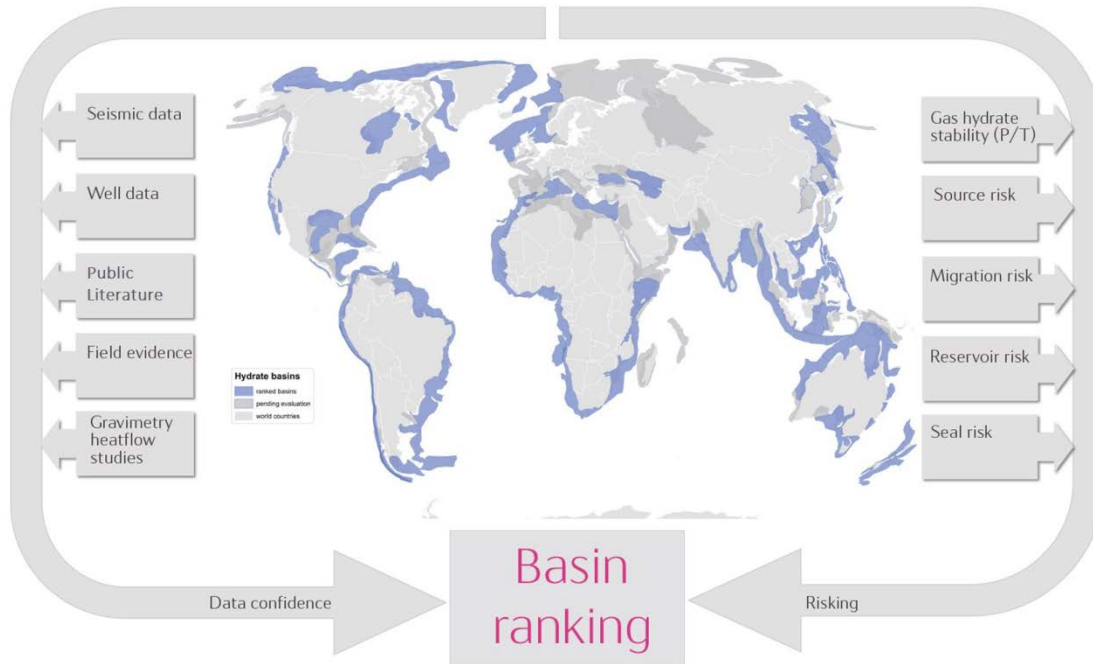 Seismic data
Well data
Public
Literature
Field evidence
Gravimetry
heatflow
studies
Hydrate basins
ranked basins
pending evaluation
world countries
Gas hydrate
stability (P/T)
Source risk
Migration risk
Reservoir risk
Seal risk
Data confidence
Basin
ranking
Risking